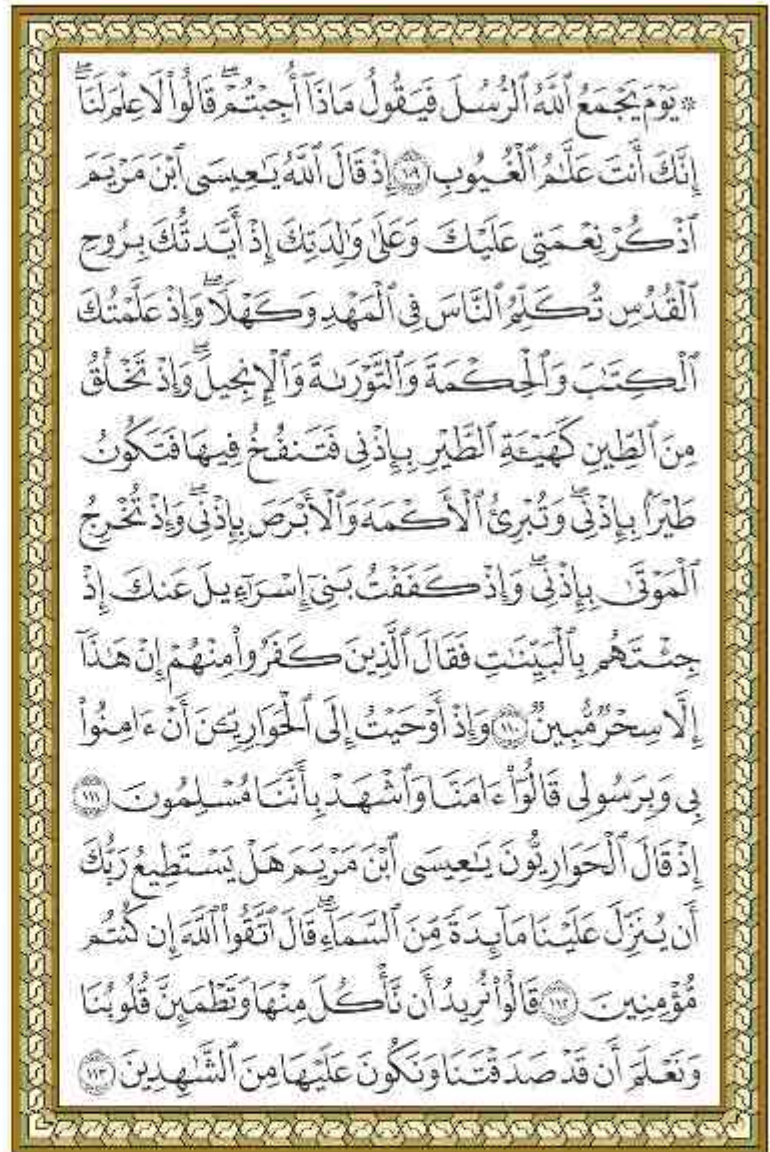 ۞ يَوْمَ يَجْمَعُ ٱللَّهُ ٱلرُّسُلَ فَيَقُولُ مَاذَآ أُجِبْتُمْ ۖ قَالُوا۟ لَا عِلْمَ لَنَآ ۖ
إِنَّكَ أَنتَ عَلَّـٰمُ ٱلْغُيُوبِ ١٠٩ إِذْ قَالَ ٱللَّهُ يَـٰعِيسَى ٱبْنَ مَرْيَمَ
ٱذْكُرْ نِعْمَتِى عَلَيْكَ وَعَلَىٰ وَٰلِدَتِكَ إِذْ أَيَّدتُّكَ بِرُوحِ
ٱلْقُدُسِ تُكَلِّمُ ٱلنَّاسَ فِى ٱلْمَهْدِ وَكَهْلًا ۖ وَإِذْ عَلَّمْتُكَ
ٱلْكِتَـٰبَ وَٱلْحِكْمَةَ وَٱلتَّوْرَىٰةَ وَٱلْإِنجِيلَ ۖ وَإِذْ تَخْلُقُ
مِنَ ٱلطِّينِ كَهَيْـَٔةِ ٱلطَّيْرِ بِإِذْنِى فَتَنفُخُ فِيهَا فَتَكُونُ
طَيْرًۢا بِإِذْنِى ۖ وَتُبْرِئُ ٱلْأَكْمَهَ وَٱلْأَبْرَصَ بِإِذْنِى ۖ وَإِذْ تُخْرِجُ
ٱلْمَوْتَىٰ بِإِذْنِى ۖ وَإِذْ كَفَفْتُ بَنِىٓ إِسْرَٰٓءِيلَ عَنكَ إِذْ
جِئْتَهُم بِٱلْبَيِّنَـٰتِ فَقَالَ ٱلَّذِينَ كَفَرُوا۟ مِنْهُمْ إِنْ هَـٰذَآ
إِلَّا سِحْرٌ مُّبِينٌ ١١٠ وَإِذْ أَوْحَيْتُ إِلَى ٱلْحَوَارِيِّـۧنَ أَنْ ءَامِنُوا۟
بِى وَبِرَسُولِى قَالُوٓا۟ ءَامَنَّا وَٱشْهَدْ بِأَنَّنَا مُسْلِمُونَ ١١١
إِذْ قَالَ ٱلْحَوَارِيُّونَ يَـٰعِيسَى ٱبْنَ مَرْيَمَ هَلْ يَسْتَطِيعُ رَبُّكَ
أَن يُنَزِّلَ عَلَيْنَا مَآئِدَةً مِّنَ ٱلسَّمَآءِ ۖ قَالَ ٱتَّقُوا۟ ٱللَّهَ إِن كُنتُم
مُّؤْمِنِينَ ١١٢ قَالُوا۟ نُرِيدُ أَن نَّأْكُلَ مِنْهَا وَتَطْمَئِنَّ قُلُوبُنَا
وَنَعْلَمَ أَن قَدْ صَدَقْتَنَا وَنَكُونَ عَلَيْهَا مِنَ ٱلشَّـٰهِدِينَ ١١٣